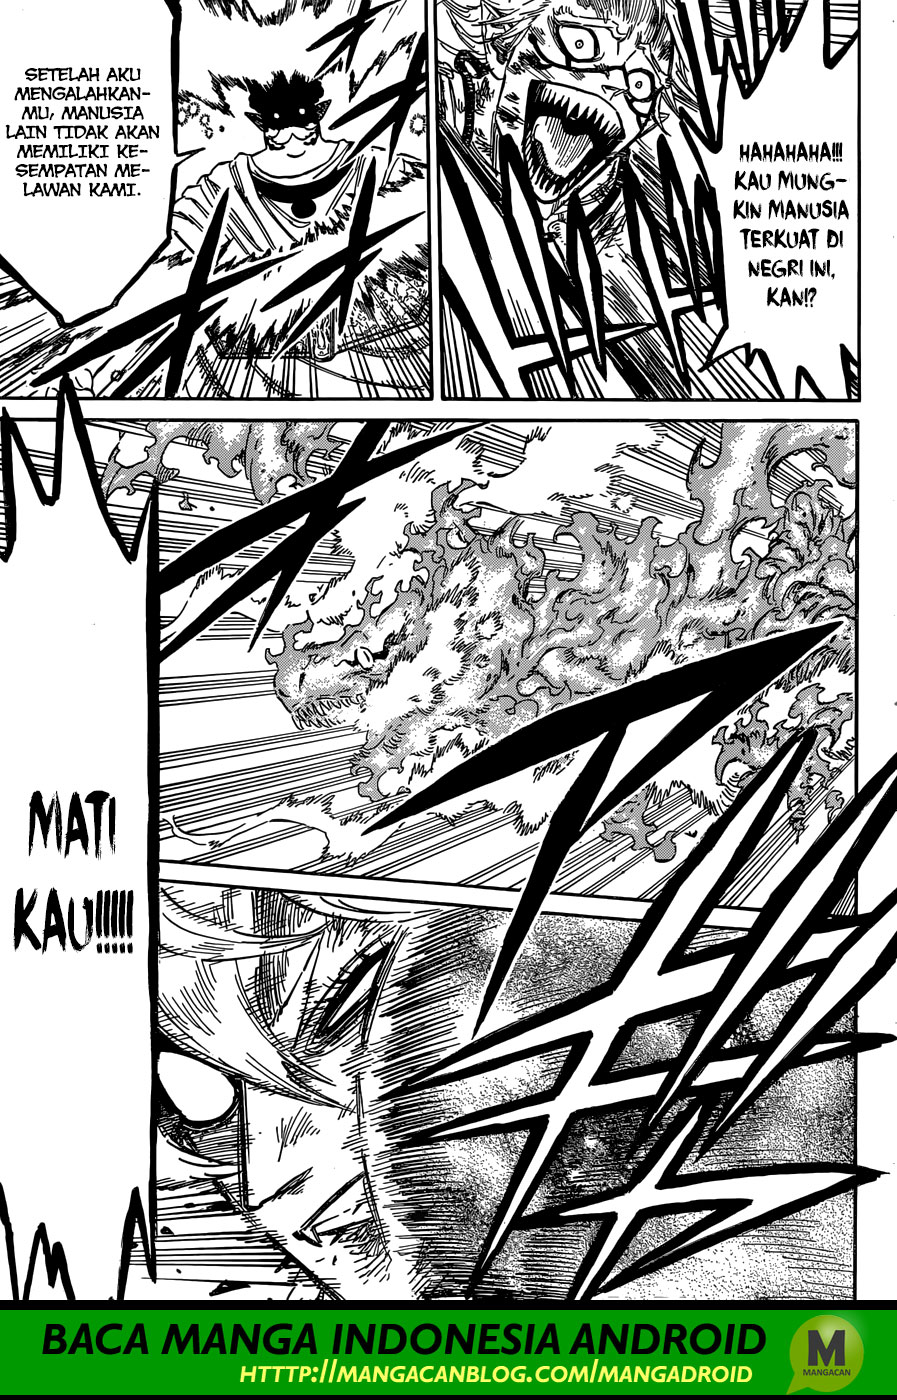 HAHAHAHA!!!
KAU MUNG-
KIN MANUSIA
TERKUAT DI
NEGRI INI,
KAN!?
SETELAH AKU
MENGALAHKAN-
MU, MANUSIA
LAIN TIDAK AKAN
MEMILIKI KE-
SEMPATAN ME-
LAWAN KAMI.
MATI
KAU!!!!!!
BACA MANGA INDONESIA ANDROID
HTTTP://MANGACANBLOG.COM/MANGADROID
M
MANGACAN